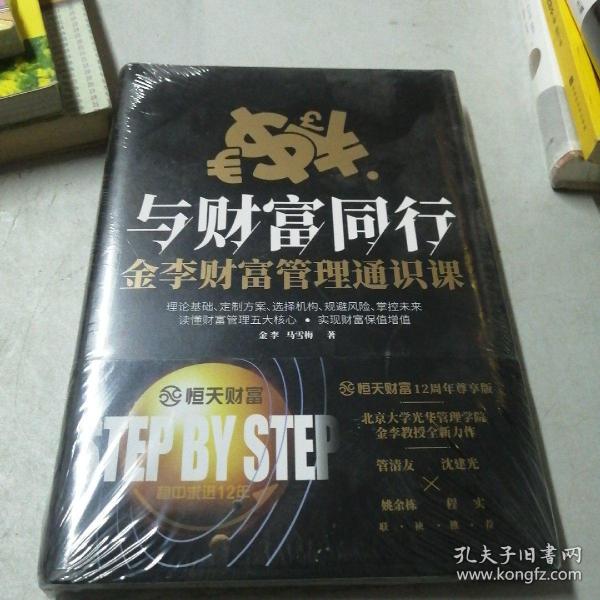 与财富同行
金李财富管理通识课
理论基础、定制方案、选择机构、规避风险、掌控未来
读懂财富管理五大核心 • 实现财富保值增值
金李 马雪梅 著
恒天财富
STEP BY STEP
稳中求进12年
恒天财富12周年尊享版
北京大学光华管理学院
金李教授全新力作
管清友 沈建光
×
姚余栋 程实
联·袂·推·荐
孔夫子旧书网
www.kongfz.com